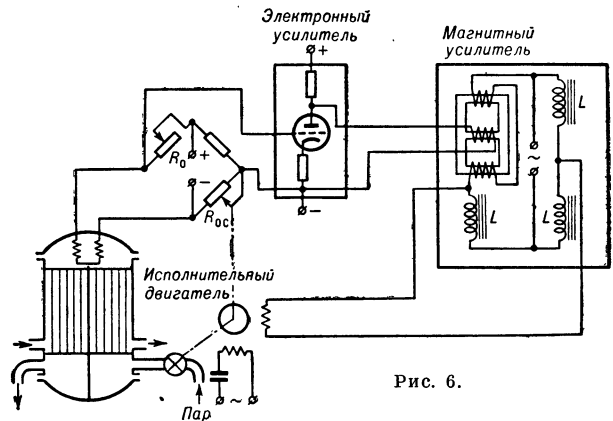 Электронный
усилитель
Магнитный
усилитель
+
L
R₀
+
~
−
L
L
Rос
−
Исполнительный
двигатель
Рис. 6.
~
Пар